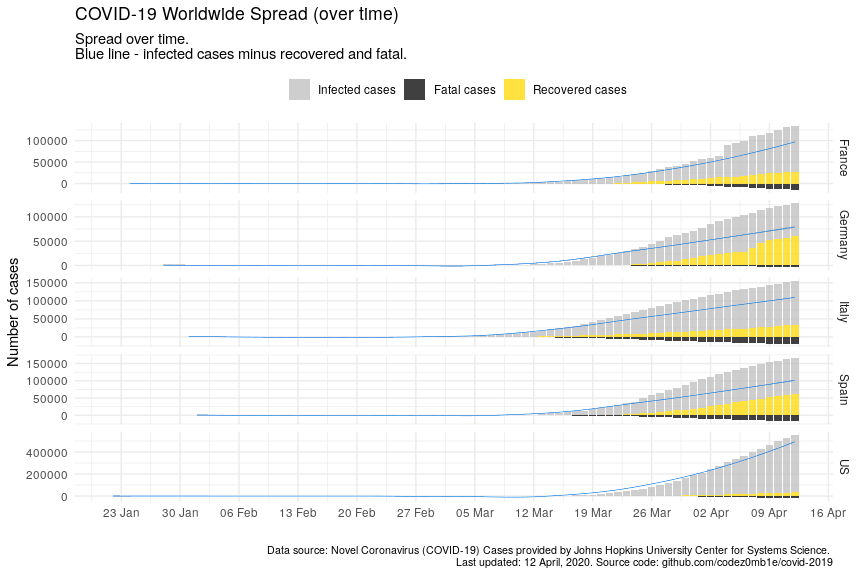 COVID-19 Worldwide Spread (over time)
Spread over time.
Blue line - infected cases minus recovered and fatal.
Infected cases
Fatal cases
Recovered cases
Number of cases
100000
50000
0
France
100000
50000
0
Germany
150000
100000
50000
0
Italy
150000
100000
50000
0
Spain
400000
200000
0
US
23 Jan
30 Jan
06 Feb
13 Feb
20 Feb
27 Feb
05 Mar
12 Mar
19 Mar
26 Mar
02 Apr
09 Apr
16 Apr
Data source: Novel Coronavirus (COVID-19) Cases provided by Johns Hopkins University Center for Systems Science.
Last updated: 12 April, 2020. Source code: github.com/codez0mb1e/covid-2019